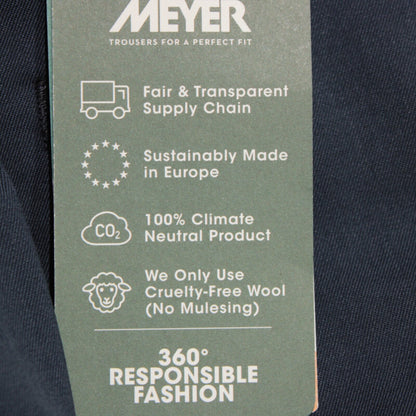 MEYER
TROUSERS FOR A PERFECT FIT
Fair & Transparent
Supply Chain
Sustainably Made
in Europe
CO₂
100% Climate
Neutral Product
We Only Use
Cruelty-Free Wool
(No Mulesing)
360°
RESPONSIBLE
FASHION